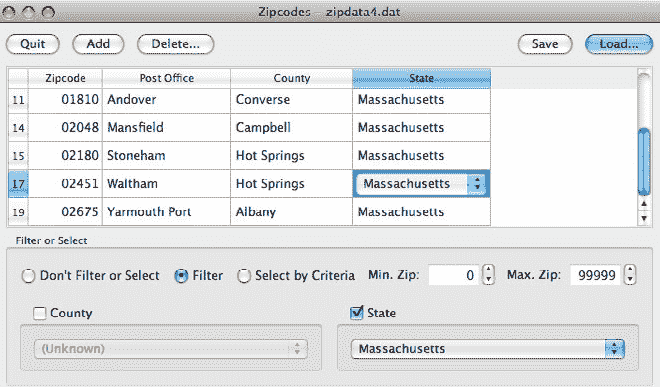 Zipcodes - zipdata4.dat
Quit Add Delete... Save Load...
Zipcode Post Office County State
11 01810 Andover Converse Massachusetts
14 02048 Mansfield Campbell Massachusetts
15 02180 Stoneham Hot Springs Massachusetts
17 02451 Waltham Hot Springs Massachusetts
19 02675 Yarmouth Port Albany Massachusetts
Filter or Select
Don't Filter or Select Filter Select by Criteria Min. Zip: 0 Max. Zip: 99999
County State
(Unknown) Massachusetts